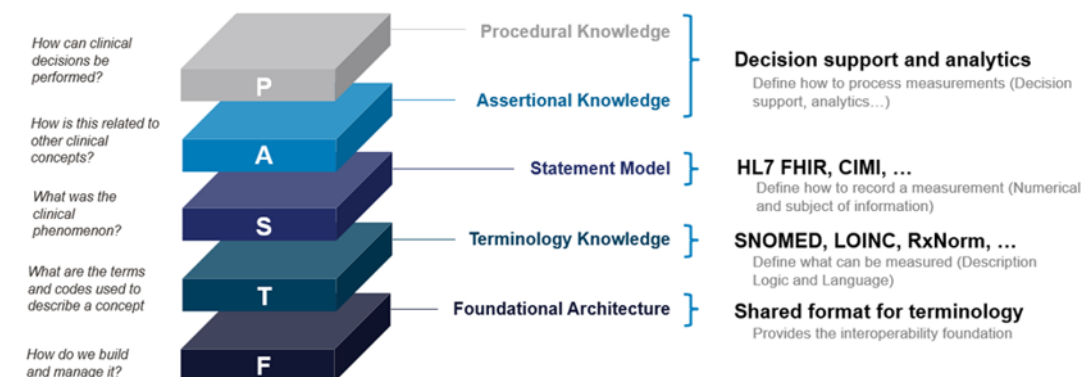 How can clinical
decisions be
performed?
P
Procedural Knowledge
Decision support and analytics
Define how to process measurements (Decision
support, analytics…)
How is this related to
other clinical
concepts?
A
Assertional Knowledge
What was the
clinical
phenomenon?
S
Statement Model
HL7 FHIR, CIMI, …
Define how to record a measurement (Numerical
and subject of information)
What are the terms
and codes used to
describe a concept
T
Terminology Knowledge
SNOMED, LOINC, RxNorm, …
Define what can be measured (Description
Logic and Language)
How do we build
and manage it?
F
Foundational Architecture
Shared format for terminology
Provides the interoperability foundation